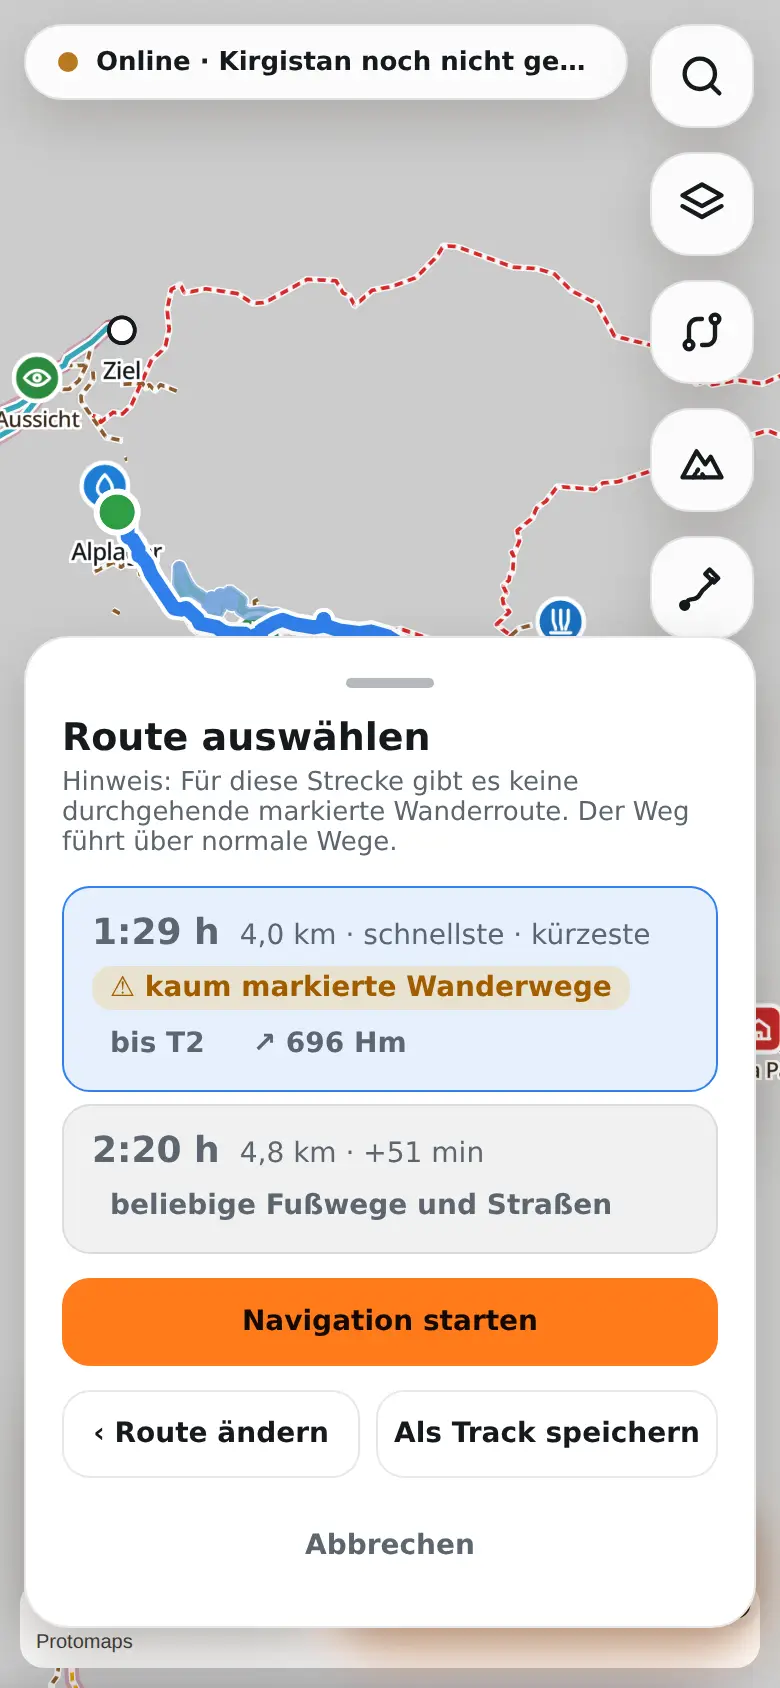 Online · Kirgistan noch nicht ge…
Ziel
Aussicht
Route auswählen
Hinweis: Für diese Strecke gibt es keine
durchgehende markierte Wanderroute. Der Weg
führt über normale Wege.
1:29 h 4,0 km · schnellste · kürzeste
⚠ kaum markierte Wanderwege
bis T2 ↗ 696 Hm
2:20 h 4,8 km · +51 min
beliebige Fußwege und Straßen
Navigation starten
‹ Route ändern
Als Track speichern
Abbrechen
Protomaps